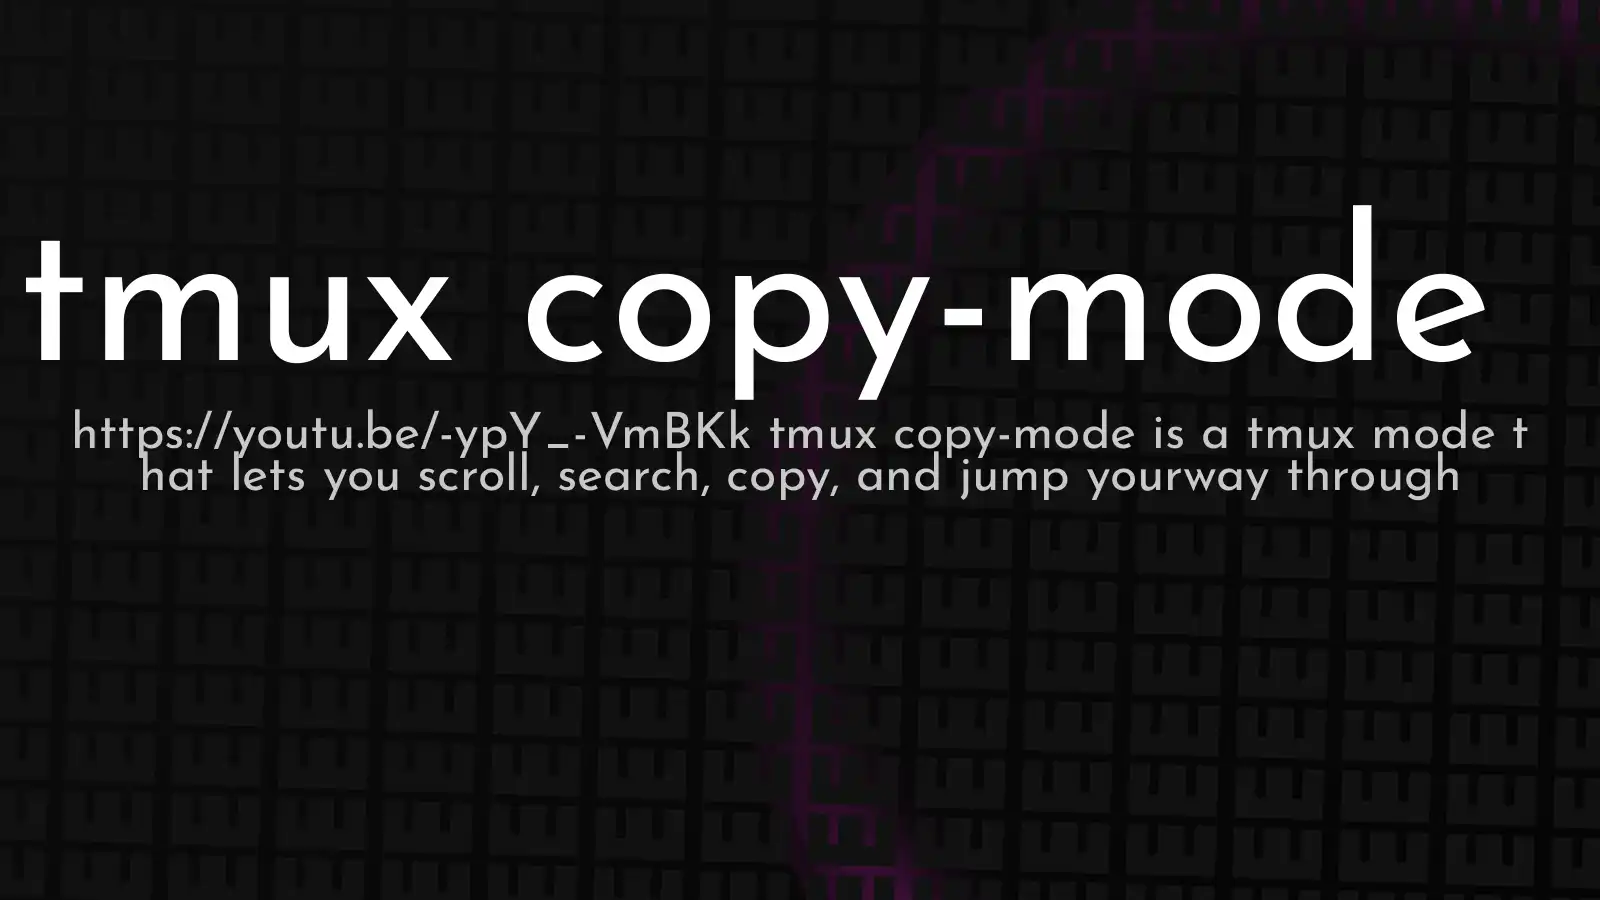 tmux copy-mode
https://youtu.be/-ypY_-VmBKk tmux copy-mode is a tmux mode t
hat lets you scroll, search, copy, and jump yourway through